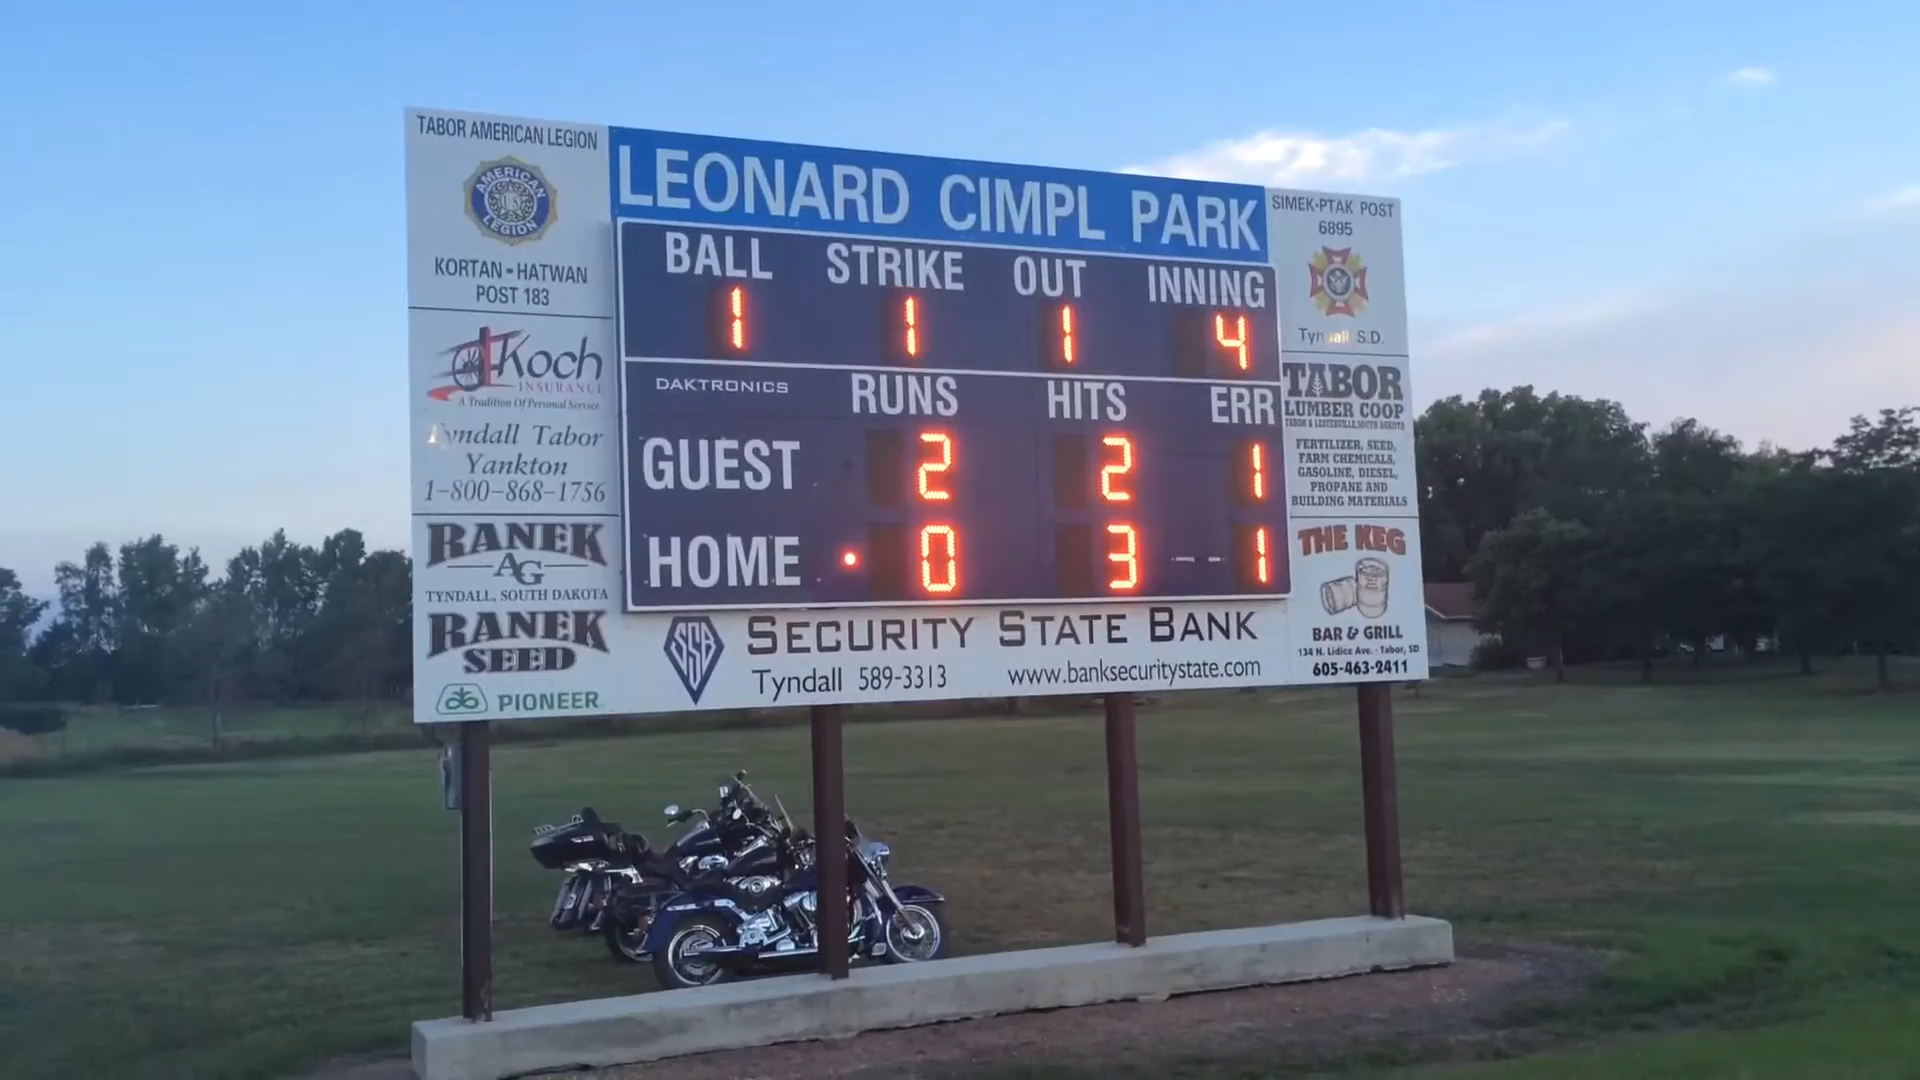 TABOR AMERICAN LEGION
AMERICAN
U.S.
LEGION
KORTAN-HATWAN
POST 183
Koch
INSURANCE
A Tradition Of Personal Service
Tyndall Tabor
Yankton
1-800-868-1756
RANEK
AG
TYNDALL, SOUTH DAKOTA
RANEK
SEED
PIONEER
LEONARD CIMPL PARK
BALL STRIKE OUT INNING
1 1 1 4
DAKTRONICS RUNS HITS ERR
GUEST 2 2 1
HOME 0 3 1
SSB
SECURITY STATE BANK
Tyndall 589-3313 www.banksecuritystate.com
SIMEK-PTAK POST
6895
Tyndall S.D.
TABOR
LUMBER COOP
TABOR & LESTERVILLE, SOUTH DAKOTA
FERTILIZER, SEED,
FARM CHEMICALS,
GASOLINE, DIESEL,
PROPANE AND
BUILDING MATERIALS
THE KEG
BAR & GRILL
134 N. Lidice Ave. - Tabor, SD
605-463-2411